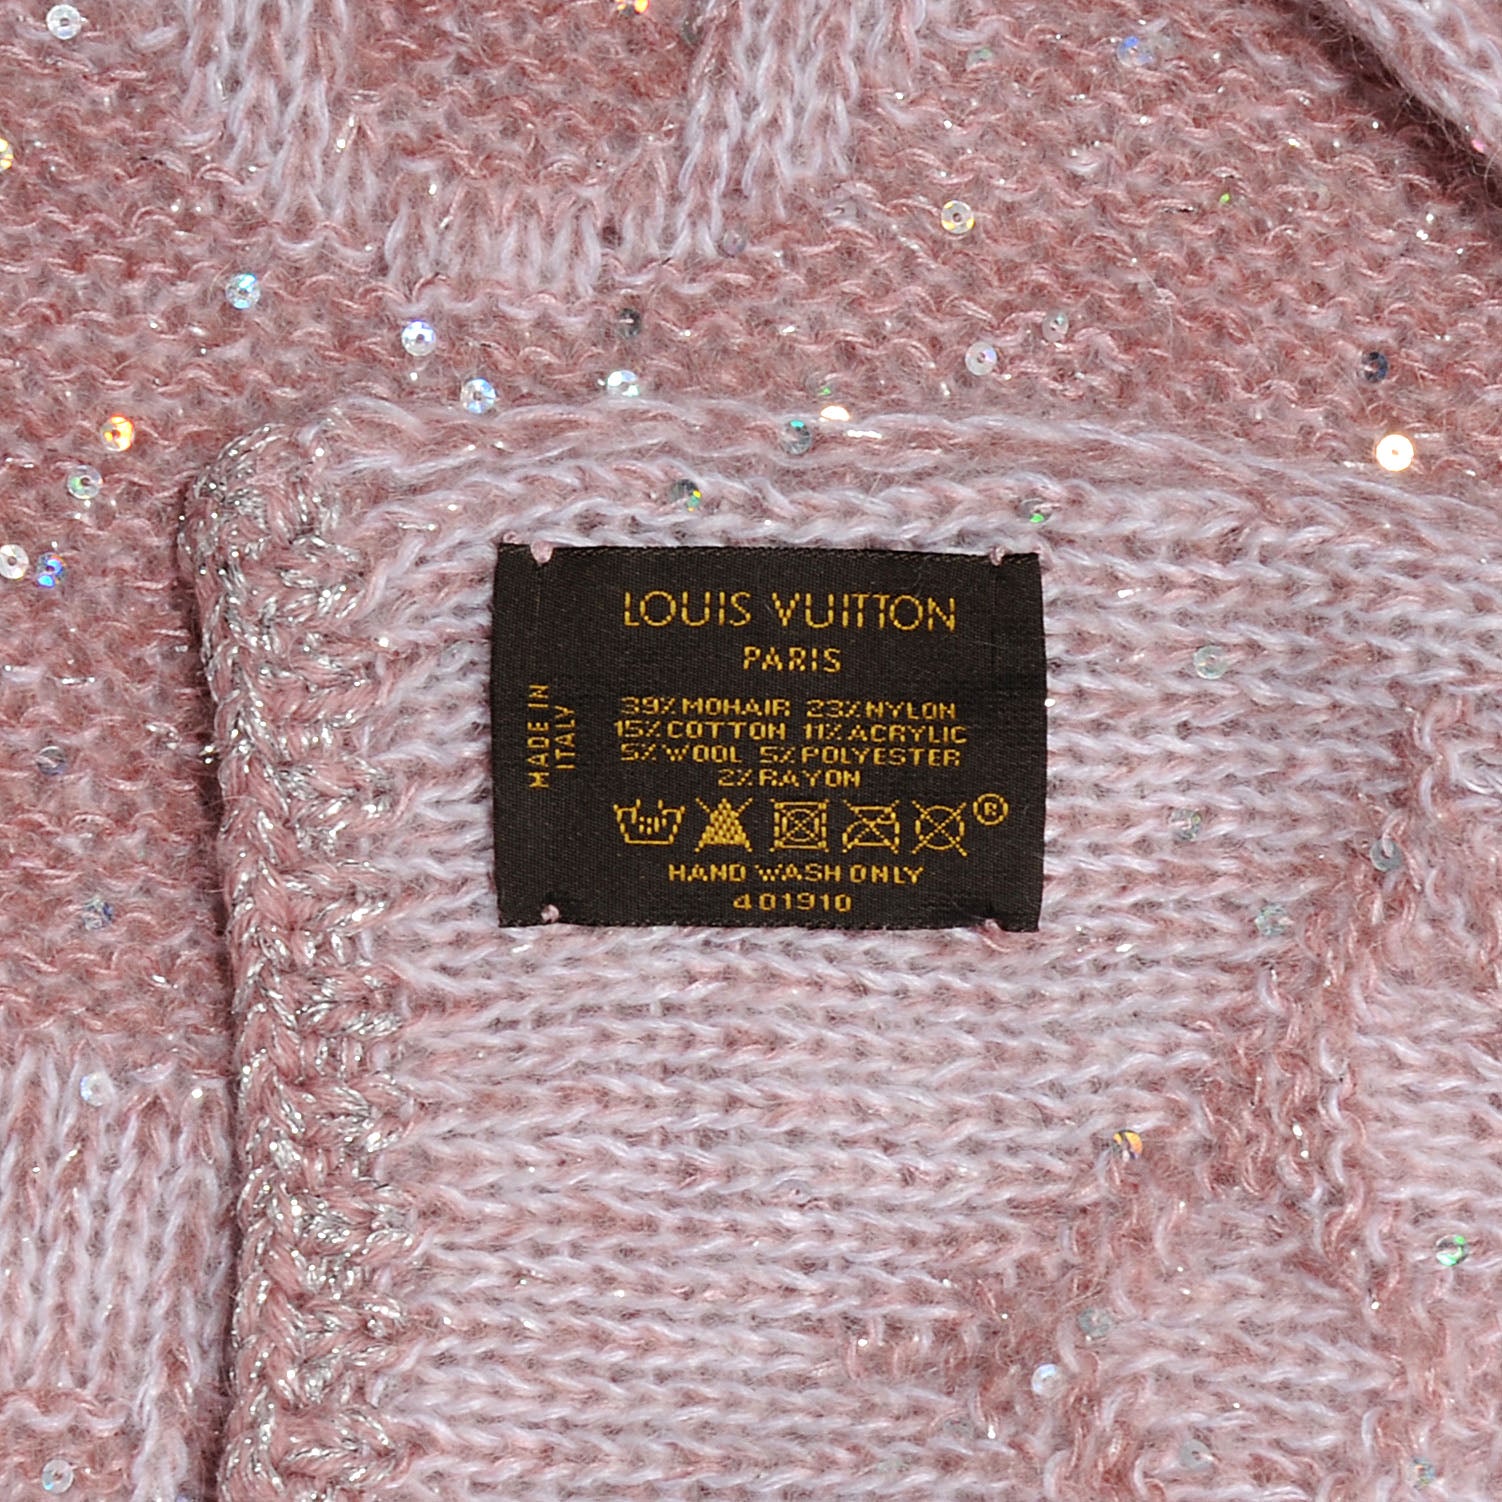 LOUIS VUITTON
PARIS
MADE IN
ITALY
39% MOHAIR 23% NYLON
15% COTTON 11% ACRYLIC
5% WOOL 5% POLYESTER
2% RAYON
®
HAND WASH ONLY
401910